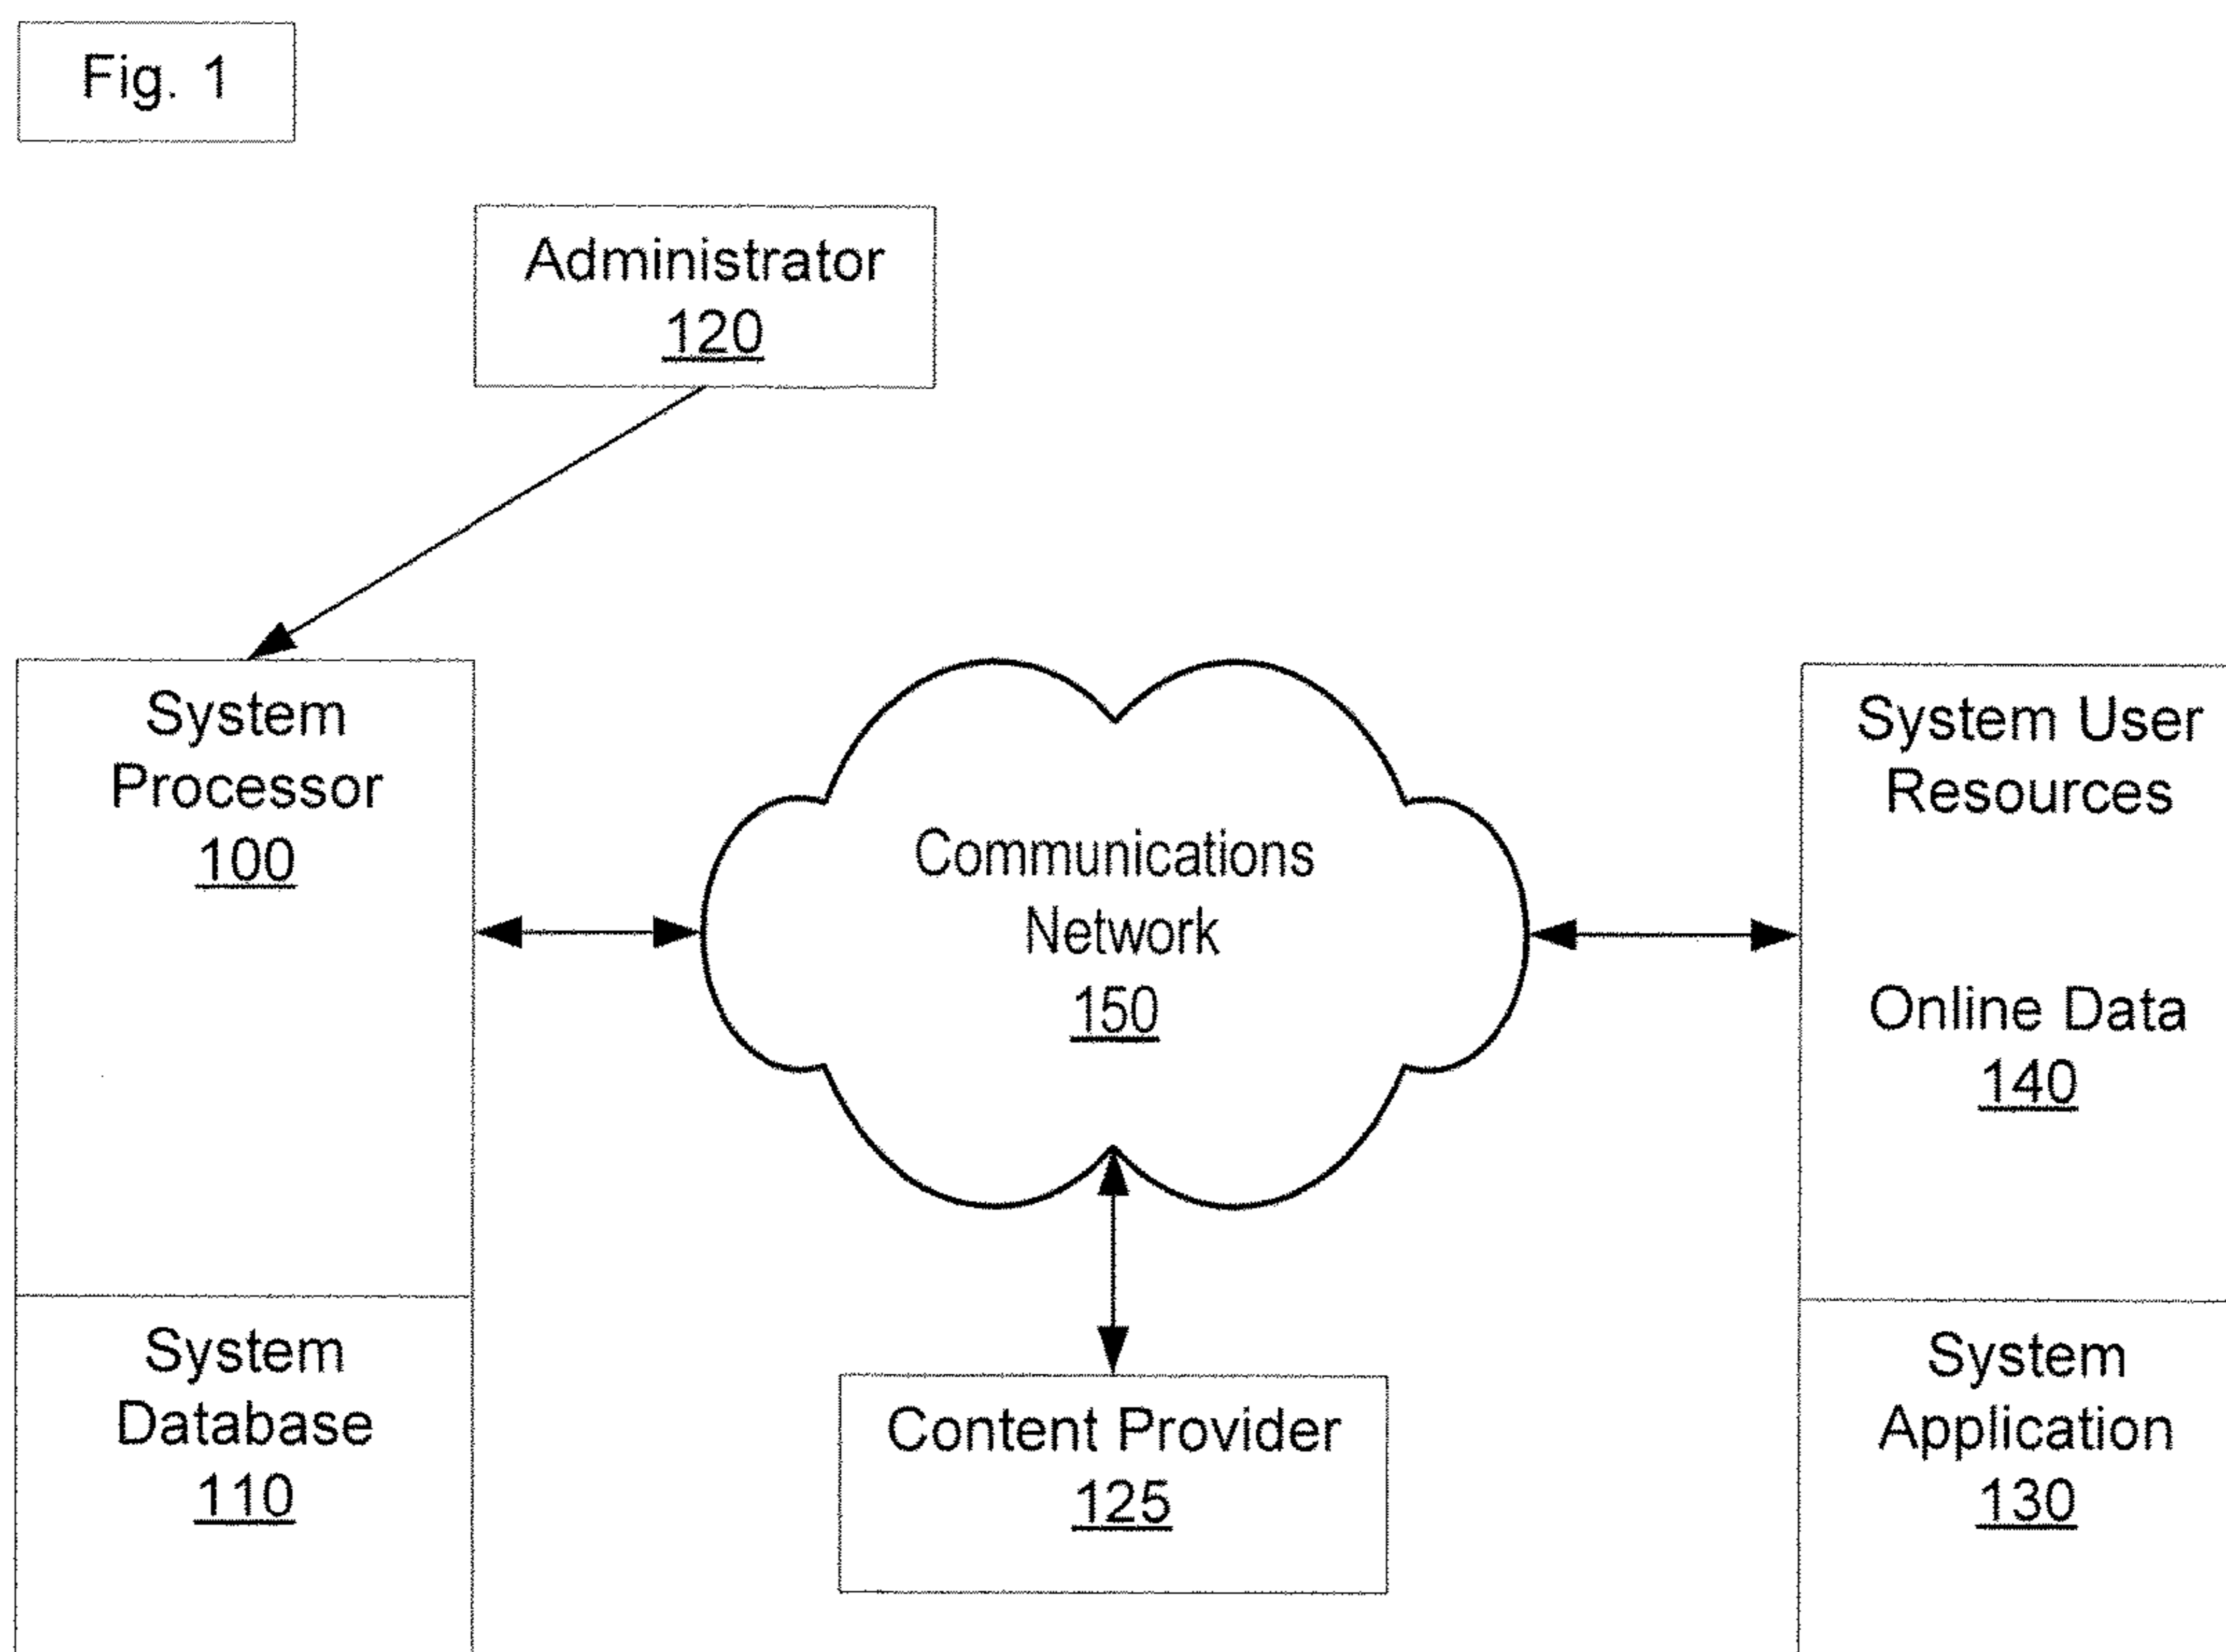 Fig. 1
Administrator
120
System
Processor
100
System
Database
110
Communications
Network
150
Content Provider
125
System User
Resources
Online Data
140
System
Application
130